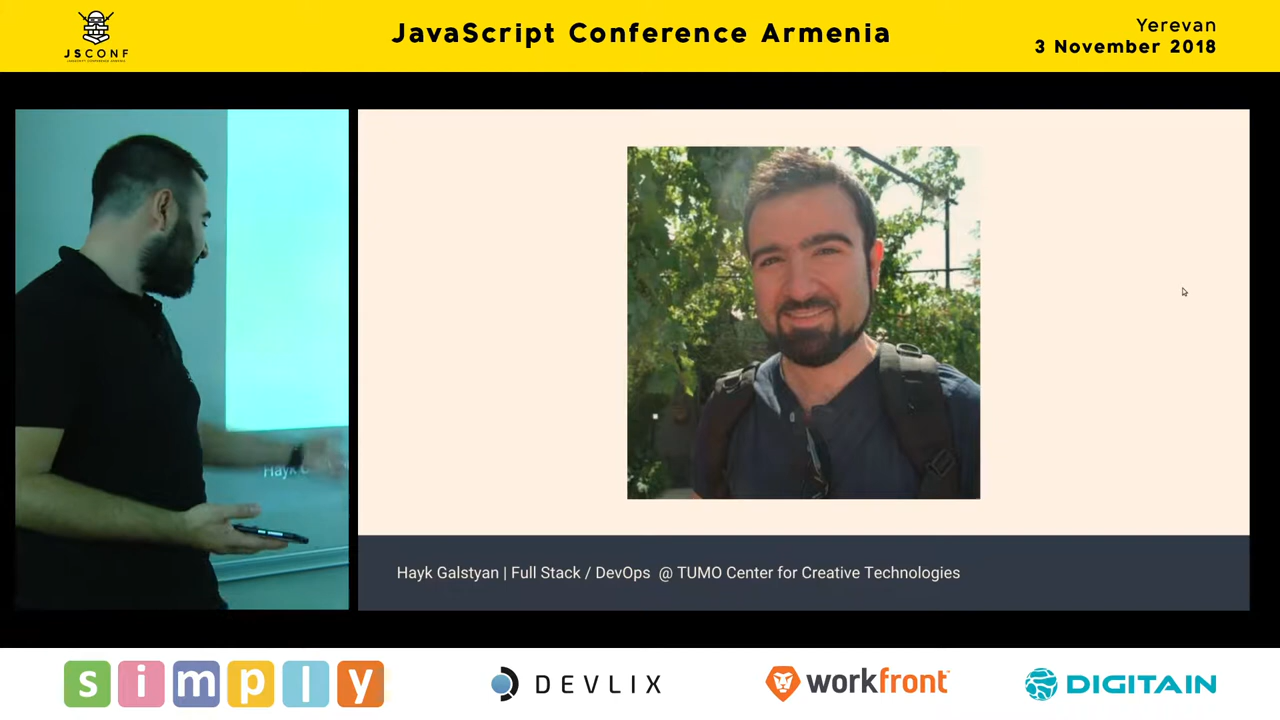 JSCONF
JavaScript Conference Armenia
Yerevan
3 November 2018
Hayk
Hayk Galstyan | Full Stack / DevOps @ TUMO Center for Creative Technologies
simply
DEVLIX
workfront
DIGITAIN